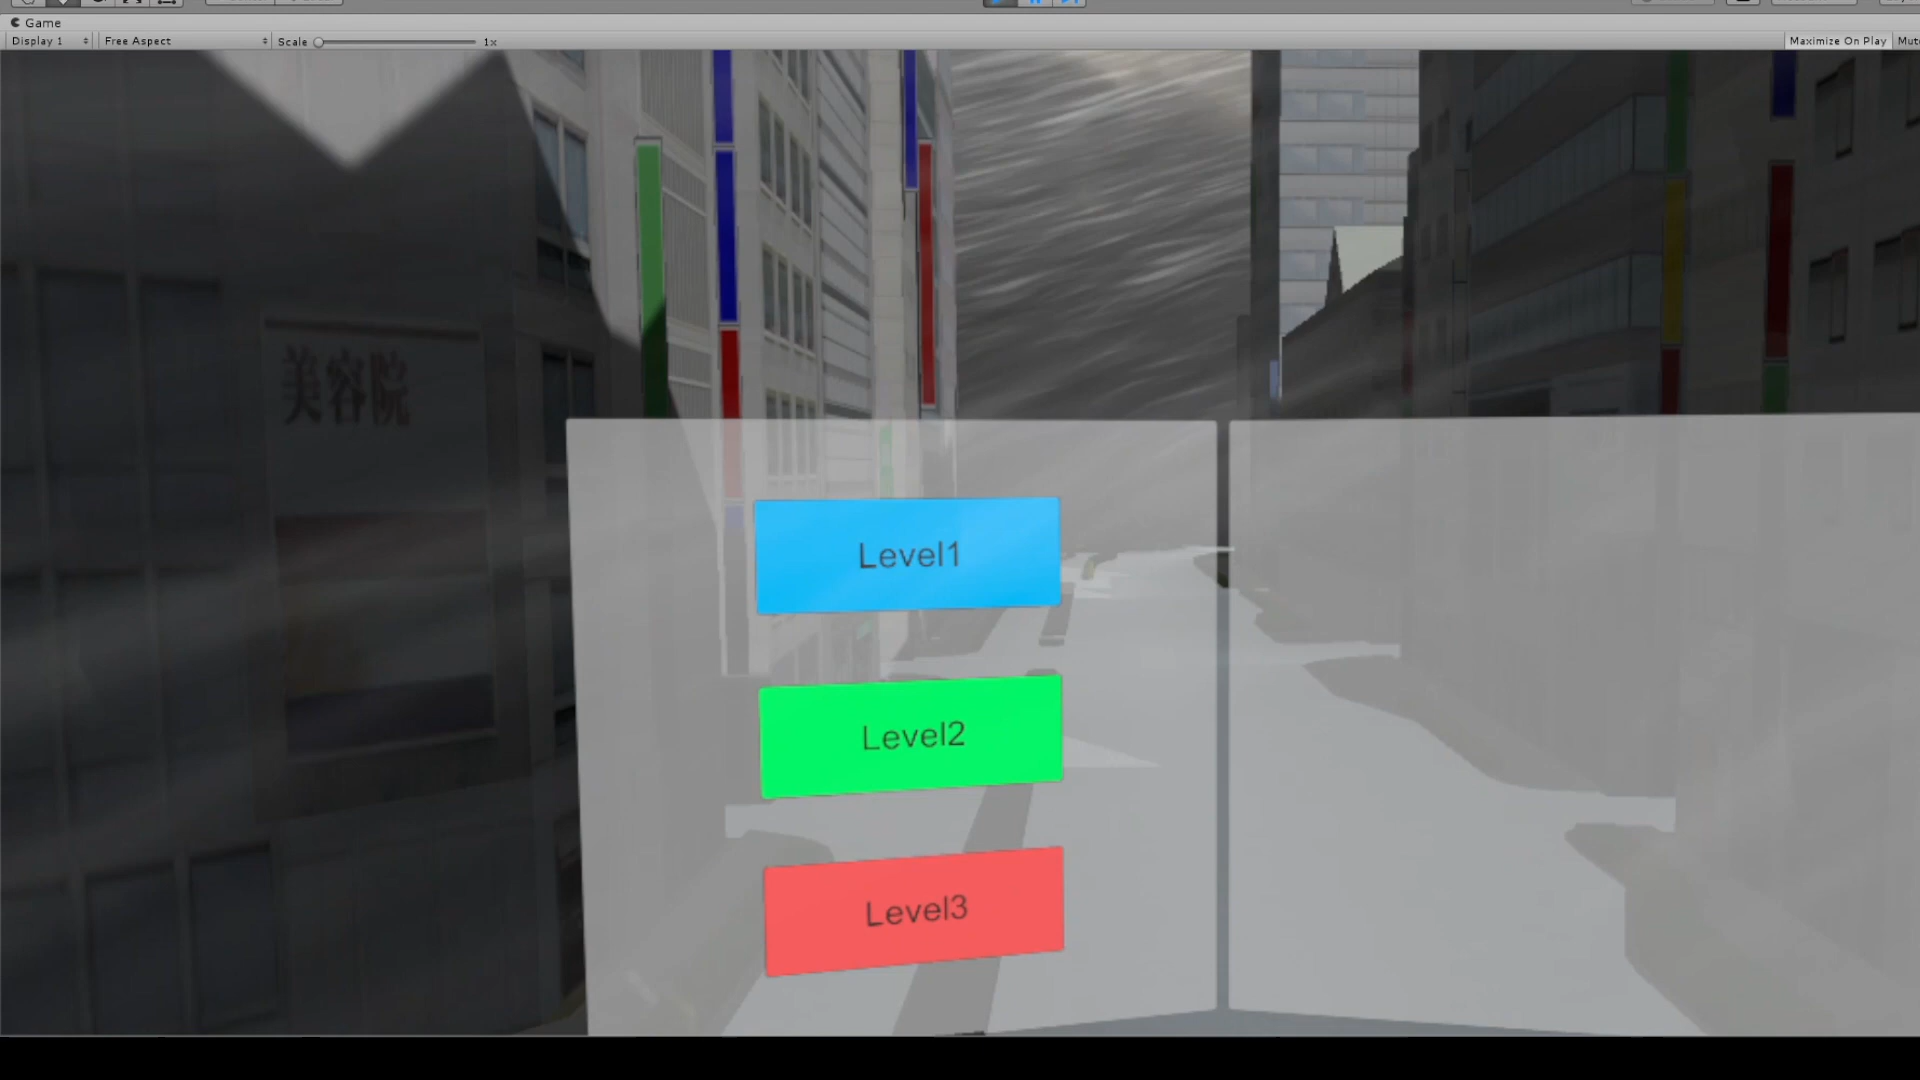 Game
Display 1
Free Aspect
Scale
1x
Maximize On Play
美容院
Level1
Level2
Level3